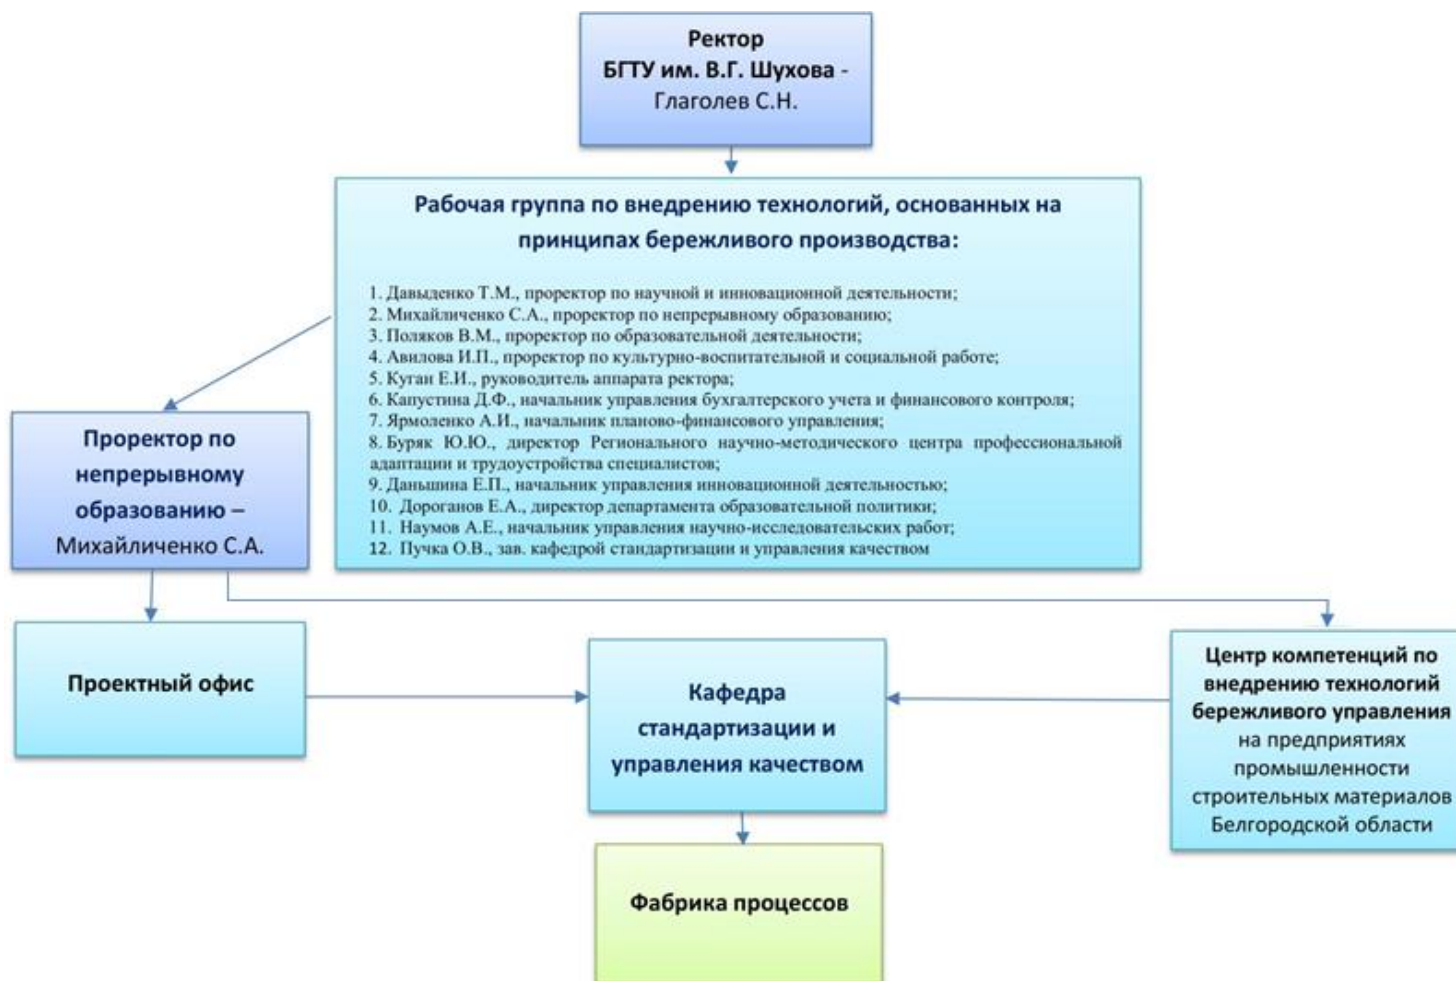 Ректор
БГТУ им. В.Г. Шухова -
Глаголев С.Н.
Рабочая группа по внедрению технологий, основанных на
принципах бережливого производства:
1. Давыденко Т.М., проректор по научной и инновационной деятельности;
2. Михайличенко С.А., проректор по непрерывному образованию;
3. Поляков В.М., проректор по образовательной деятельности;
4. Авилова И.П., проректор по культурно-воспитательной и социальной работе;
5. Куган Е.И., руководитель аппарата ректора;
6. Капустина Д.Ф., начальник управления бухгалтерского учета и финансового контроля;
7. Ярмоленко А.И., начальник планово-финансового управления;
8. Буряк Ю.Ю., директор Регионального научно-методического центра профессиональной
адаптации и трудоустройства специалистов;
9. Даньшина Е.П., начальник управления инновационной деятельностью;
10. Дороганов Е.А., директор департамента образовательной политики;
11. Наумов А.Е., начальник управления научно-исследовательских работ;
12. Пучка О.В., зав. кафедрой стандартизации и управления качеством
Проректор по
непрерывному
образованию –
Михайличенко С.А.
Проектный офис
Кафедра
стандартизации и
управления качеством
Центр компетенций по
внедрению технологий
бережливого управления
на предприятиях
промышленности
строительных материалов
Белгородской области
Фабрика процессов